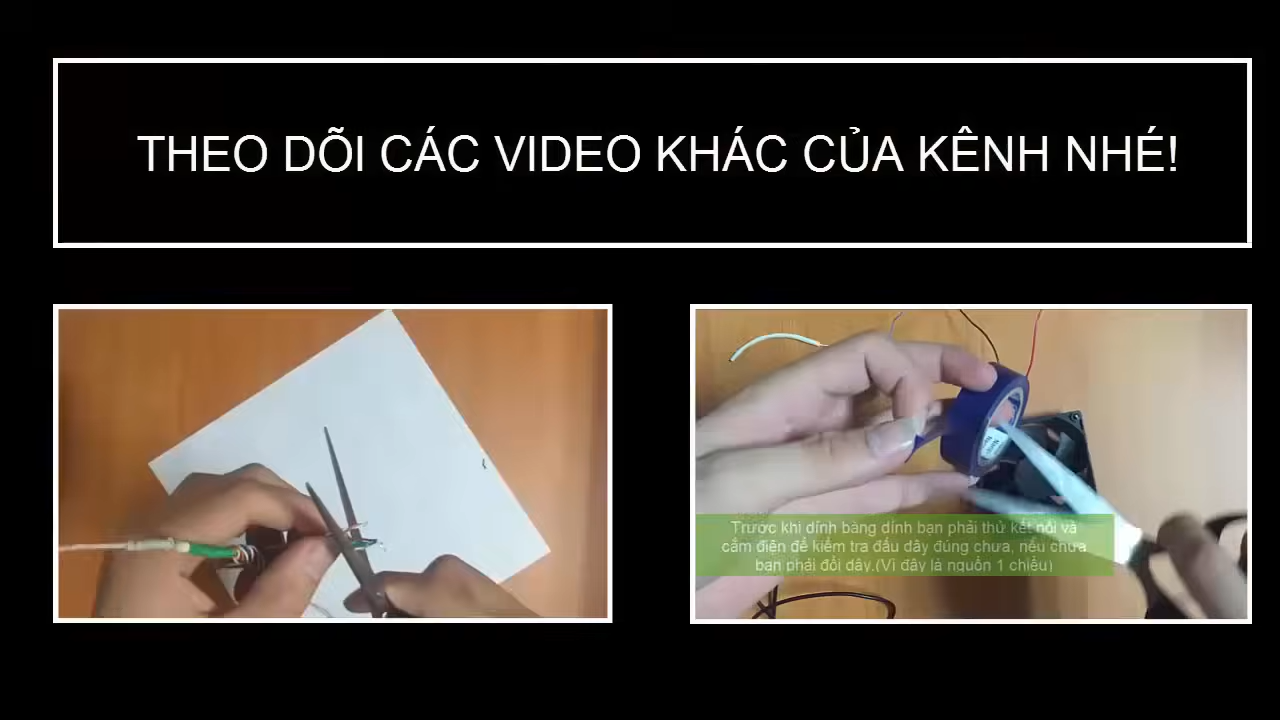 THEO DÕI CÁC VIDEO KHÁC CỦA KÊNH NHÉ!
Trước khi dính bàng dính bạn phải thử kết nối và
cắm điện để kiểm tra đấu dây đúng chưa, nếu chưa
bạn phải đổi dây.(Vì đây là nguồn 1 chiều)